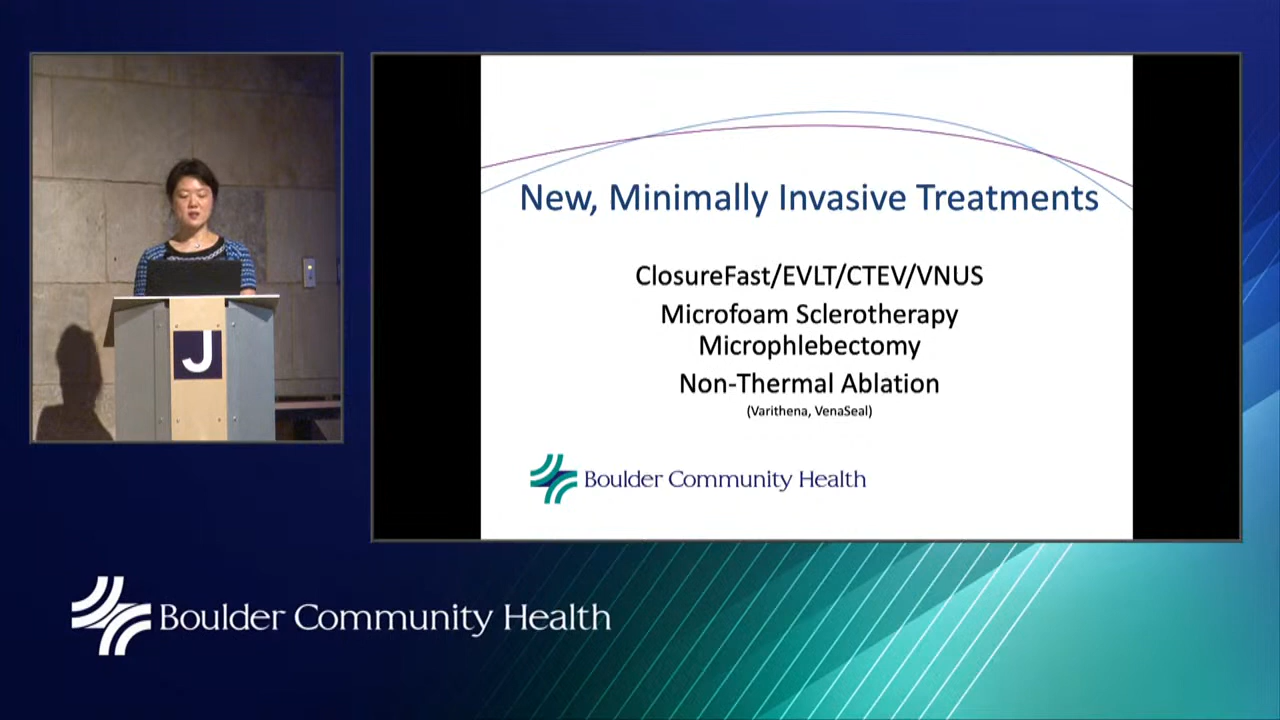 New, Minimally Invasive Treatments
ClosureFast/EVLT/CTEV/VNUS
Microfoam Sclerotherapy
Microphlebectomy
Non-Thermal Ablation
(Varithena, VenaSeal)
Boulder Community Health
J
Boulder Community Health